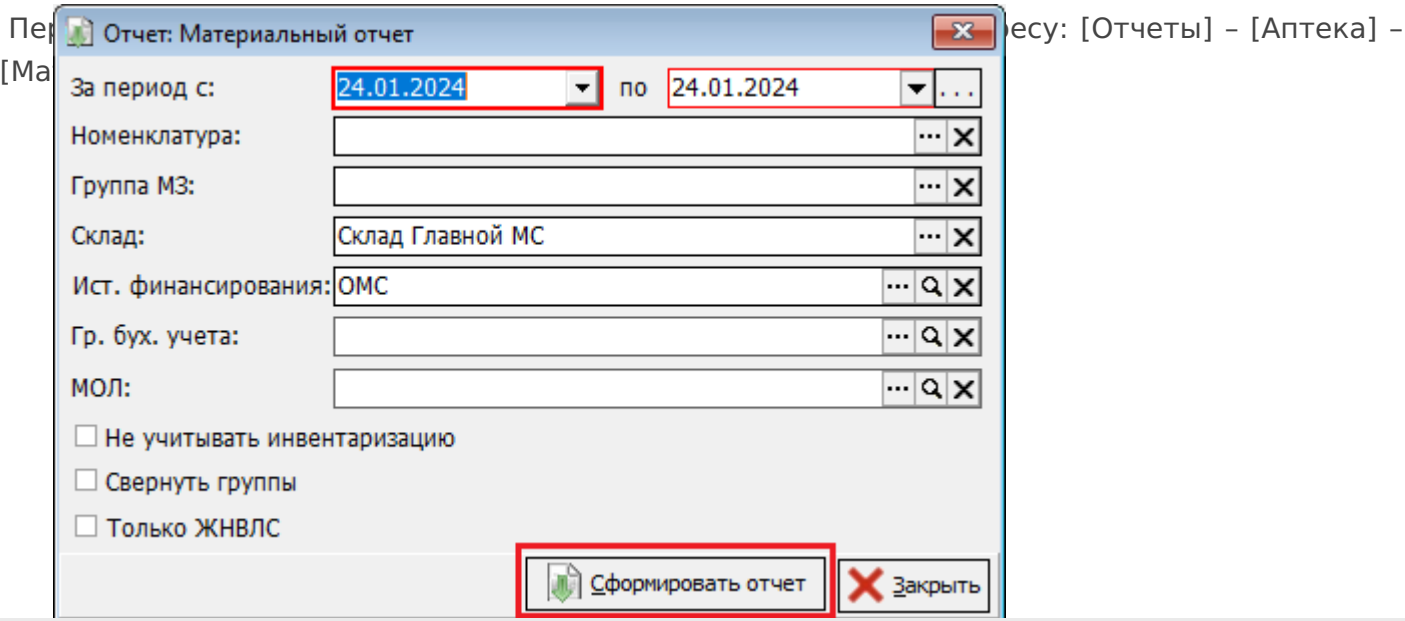 Отчет: Материальный отчет
есу: [Отчеты] – [Аптека] –
За период с: 24.01.2024 по 24.01.2024 ...
Номенклатура:
Группа МЗ:
Склад: Склад Главной МС
Ист. финансирования: ОМС
Гр. бух. учета:
МОЛ:
Не учитывать инвентаризацию
Свернуть группы
Только ЖНВЛС
Сформировать отчет Закрыть